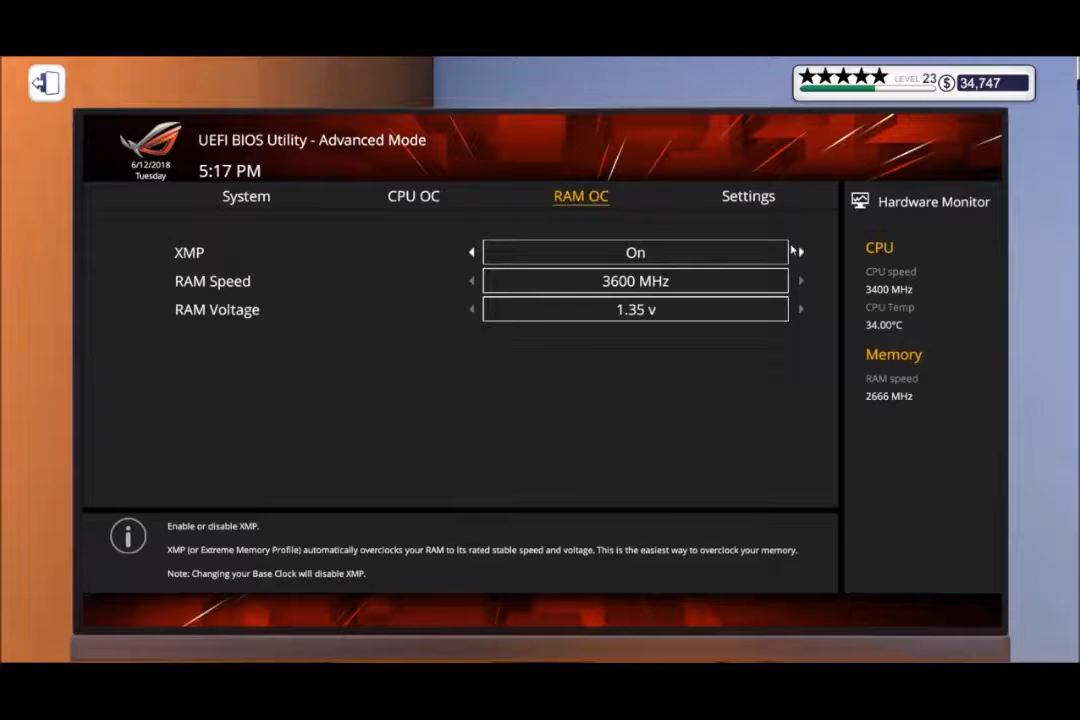 LEVEL 23 $ 34,747
UEFI BIOS Utility - Advanced Mode
6/12/2018
Tuesday
5:17 PM
System CPU OC RAM OC Settings
Hardware Monitor
XMP On
RAM Speed 3600 MHz
RAM Voltage 1.35 v
CPU
CPU speed
3400 MHz
CPU Temp
34.00°C
Memory
RAM speed
2666 MHz
Enable or disable XMP.
XMP (or Extreme Memory Profile) automatically overclocks your RAM to its rated stable speed and voltage. This is the easiest way to overclock your memory.
Note: Changing your Base Clock will disable XMP.